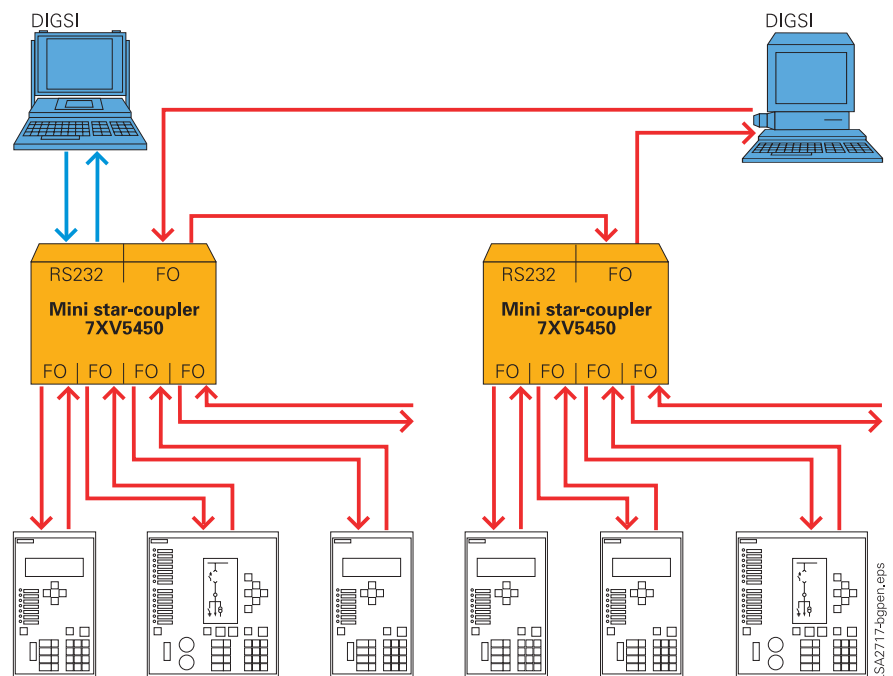 DIGSI
DIGSI
RS232 FO
Mini star-coupler
7XV5450
FO FO FO FO
RS232 FO
Mini star-coupler
7XV5450
FO FO FO FO
SA2717-bgpen.eps